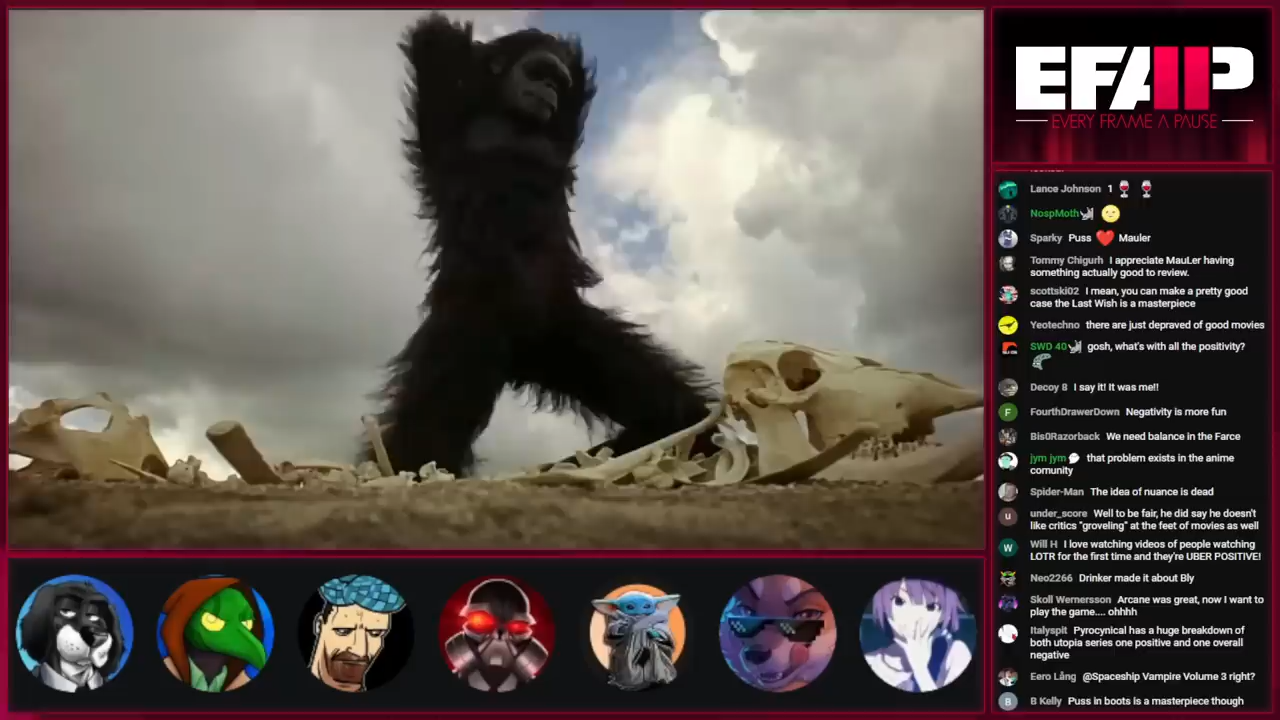 EFAP
EVERY FRAME A PAUSE
Lance Johnson 1 🍷 🍷
NospMoth 🌝
Sparky Puss ❤️ Mauler
Tommy Chigurh I appreciate MauLer having
something actually good to review.
scottski02 I mean, you can make a pretty good
case the Last Wish is a masterpiece
Yeotechno there are just depraved of good movies
SWD 40 gosh, what's with all the positivity?
Decoy 8 I say it! It was me!!
F
FourthDrawerDown Negativity is more fun
Bis0Razorback We need balance in the Farce
jym jym that problem exists in the anime
comunity
Spider-Man The idea of nuance is dead
u
under_score Well to be fair, he did say he doesn't
like critics "groveling" at the feet of movies as well
W
Will H I love watching videos of people watching
LOTR for the first time and they're UBER POSITIVE!
Neo2266 Drinker made it about Bly
Skoll Wernersson Arcane was great, now I want to
play the game.... ohhhh
Italyspit Pyrocynical has a huge breakdown of
both utopia series one positive and one overall
negative
Eero Lång @Spaceship Vampire Volume 3 right?
B
B Kelly Puss in boots is a masterpiece though